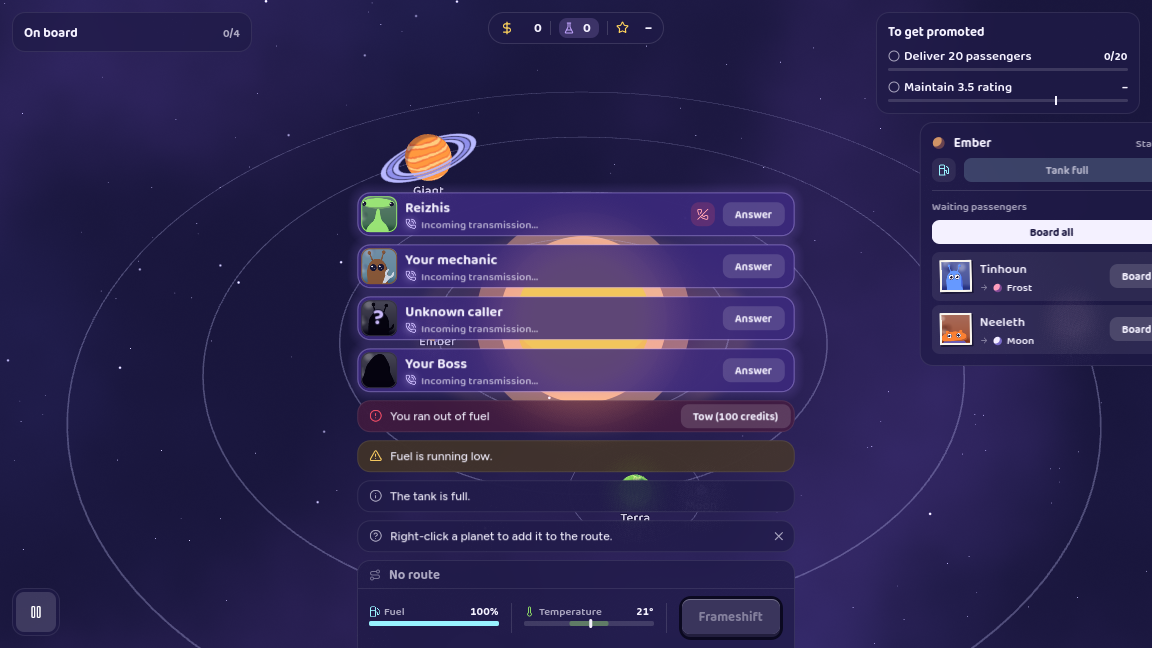 On board 0/4
$ 0 0 –
To get promoted
Deliver 20 passengers 0/20
Maintain 3.5 rating –
Ember
Tank full
Waiting passengers
Board all
Tinhoun
→ Frost
Board
Neeleth
→ Moon
Board
Giant
Reizhis
Incoming transmission...
Answer
Your mechanic
Incoming transmission...
Answer
?
Unknown caller
Incoming transmission...
Answer
Ember
Your Boss
Incoming transmission...
Answer
You ran out of fuel
Tow (100 credits)
Fuel is running low.
The tank is full.
Terra
Right-click a planet to add it to the route.
No route
Fuel 100%
Temperature 21°
Frameshift